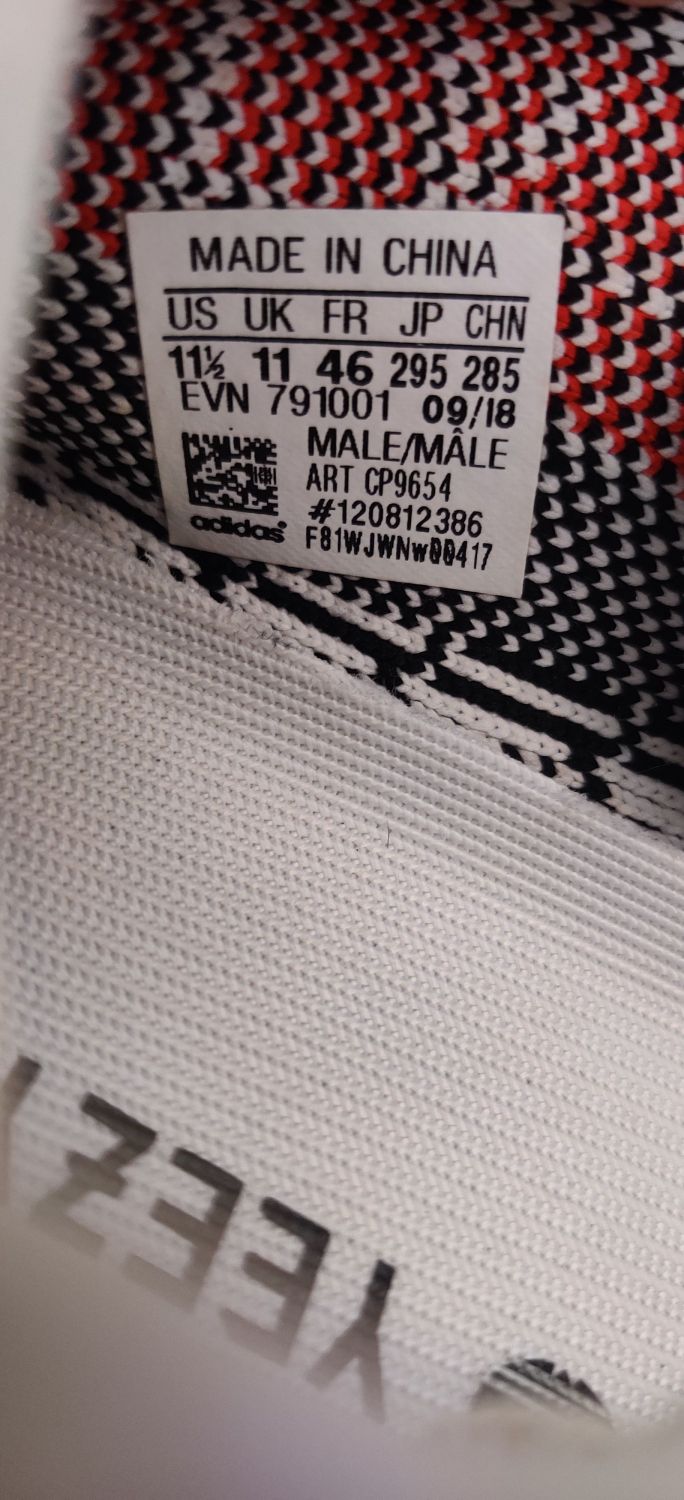 MADE IN CHINA
US UK FR JP CHN
11½ 11 46 295 285
EVN 791001 09/18
MALE/MÂLE
ART CP9654
#120812386
F81WJWNw00417
adidas
YEEZY